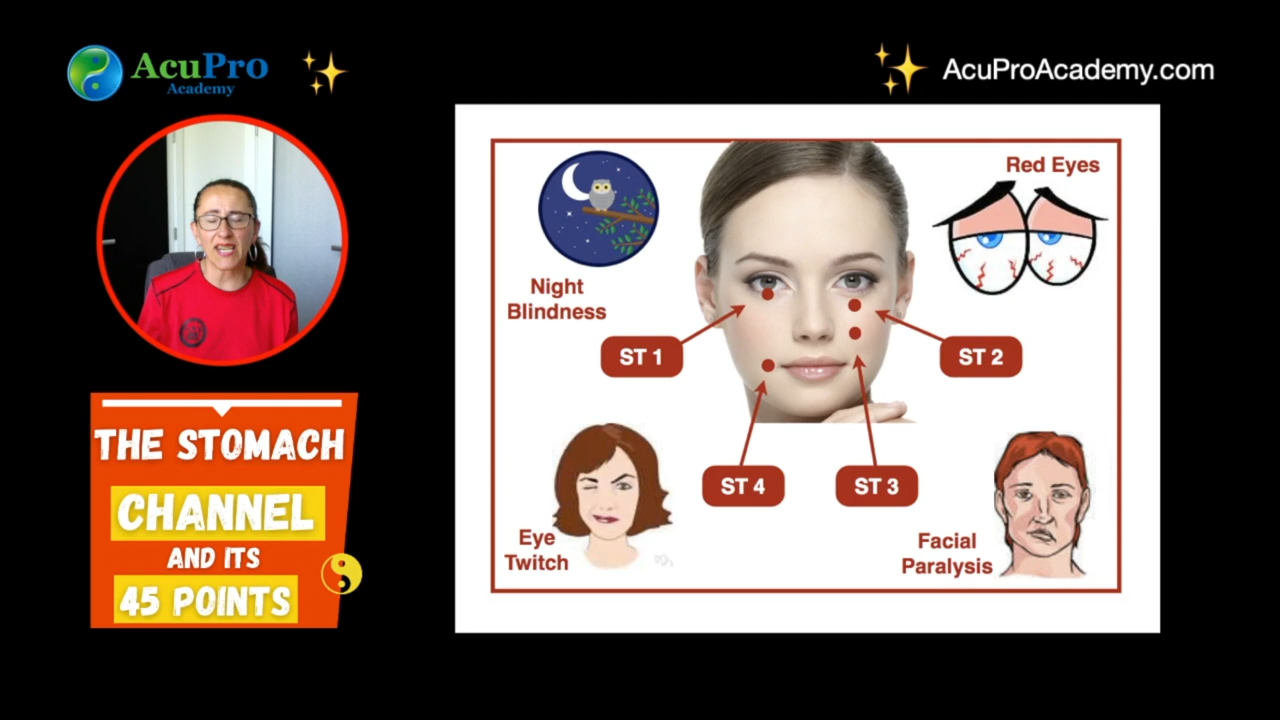 AcuPro
Academy
AcuProAcademy.com
THE STOMACH
CHANNEL
AND ITS
45 POINTS
Night
Blindness
Red Eyes
ST 1
ST 2
ST 4
ST 3
Eye
Twitch
Facial
Paralysis